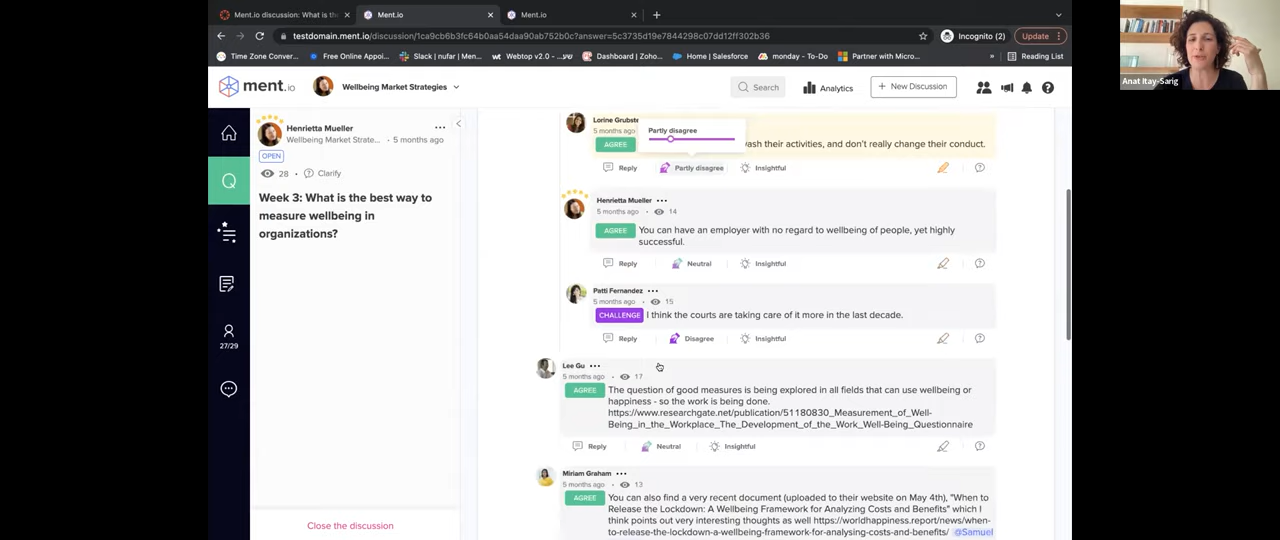 Ment.io discussion: What is th
Ment.io
Ment.io
testdomain.ment.io/discussion/1ca9cb6b3fc64b0aa54daa90ab752b0c?answer=5c3735d19e7844298c07dd12ff302b36
Incognito (2)
Update
Time Zone Conver...
Free Online Appoi...
Slack | nufar | Men...
Webtop v2.0 - ...
Dashboard | Zoho...
Home | Salesforce
monday - To-Do
Partner with Micro...
Reading List
Anat Itay-Sarig
ment.io
Wellbeing Market Strategies
Search
Analytics
+ New Discussion
Henrietta Mueller
Wellbeing Market Strate... • 5 months ago
OPEN
28
Clarify
Week 3: What is the best way to
measure wellbeing in
organizations?
27/29
Close the discussion
Lorine Grubste
5 months ago
Partly disagree
AGREE
wash their activities, and don't really change their conduct.
Reply
Partly disagree
Insightful
Henrietta Mueller
5 months ago • 14
AGREE You can have an employer with no regard to wellbeing of people, yet highly
successful.
Reply
Neutral
Insightful
Patti Fernandez
5 months ago • 15
CHALLENGE I think the courts are taking care of it more in the last decade.
Reply
Disagree
Insightful
Lee Gu
5 months ago • 17
AGREE The question of good measures is being explored in all fields that can use wellbeing or
happiness - so the work is being done.
https://www.researchgate.net/publication/51180830_Measurement_of_Well-
Being_in_the_Workplace_The_Development_of_the_Work_Well-Being_Questionnaire
Reply
Neutral
Insightful
Miriam Graham
5 months ago • 13
AGREE You can also find a very recent document (uploaded to their website on May 4th), "When to
Release the Lockdown: A Wellbeing Framework for Analyzing Costs and Benefits" which I
think points out very interesting thoughts as well https://worldhappiness.report/news/when-
to-release-the-lockdown-a-wellbeing-framework-for-analysing-costs-and-benefits/ @Samuel